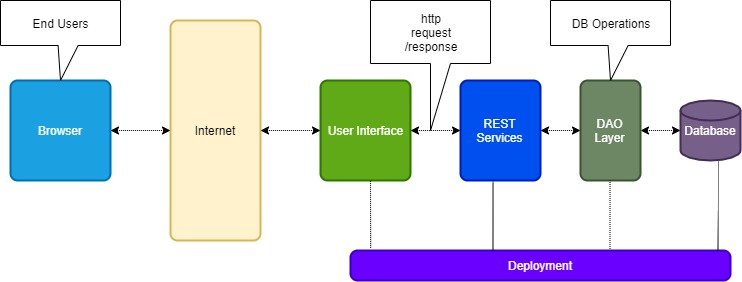 End Users
http
request
/response
DB Operations
Browser
Internet
User Interface
REST
Services
DAO
Layer
Database
Deployment